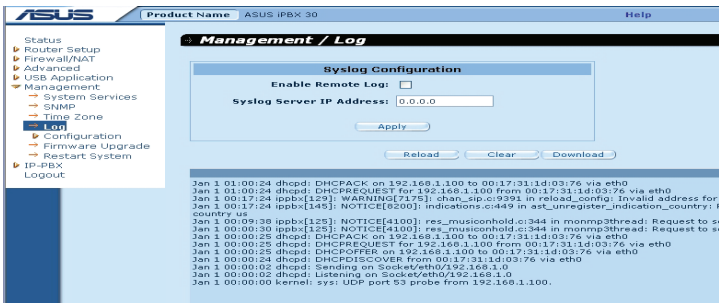 ASUS
Product Name ASUS iPBX 30 Help
Status
Router Setup
Firewall/NAT
Advanced
USB Application
Management
System Services
SNMP
Time Zone
Log
Configuration
Firmware Upgrade
Restart System
IP-PBX
Logout
Management / Log
Syslog Configuration
Enable Remote Log:
Syslog Server IP Address: 0.0.0.0
Apply
Reload Clear Download
Jan 1 01:00:24 dhcpd: DHCPACK on 192.168.1.100 to 00:17:31:1d:03:76 via eth0
Jan 1 01:00:24 dhcpd: DHCPREQUEST for 192.168.1.100 from 00:17:31:1d:03:76 via eth0
Jan 1 00:17:24 ippbx[129]: WARNING[7175]: chan_sip.c:9391 in reload_config: Invalid address for
Jan 1 00:17:24 ippbx[145]: NOTICE[8200]: indications.c:449 in ast_unregister_indication_country:
country us
Jan 1 00:09:38 ippbx[125]: NOTICE[4100]: res_musiconhold.c:344 in monmp3thread: Request to
Jan 1 00:00:30 ippbx[125]: NOTICE[4100]: res_musiconhold.c:344 in monmp3thread: Request to
Jan 1 00:00:25 dhcpd: DHCPACK on 192.168.1.100 to 00:17:31:1d:03:76 via eth0
Jan 1 00:00:25 dhcpd: DHCPREQUEST for 192.168.1.100 from 00:17:31:1d:03:76 via eth0
Jan 1 00:00:25 dhcpd: DHCPOFFER on 192.168.1.100 to 00:17:31:1d:03:76 via eth0
Jan 1 00:00:24 dhcpd: DHCPDISCOVER from 00:17:31:1d:03:76 via eth0
Jan 1 00:00:02 dhcpd: Sending on Socket/eth0/192.168.1.0
Jan 1 00:00:02 dhcpd: Listening on Socket/eth0/192.168.1.0
Jan 1 00:00:00 kernel: sys: UDP port 53 probe from 192.168.1.100.